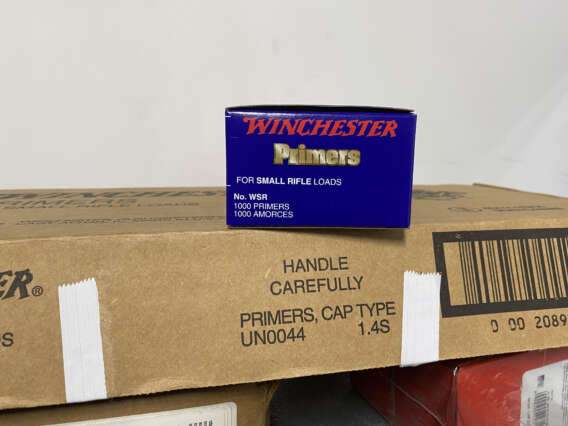 WINCHESTER
Primers
FOR SMALL RIFLE LOADS
No. WSR
1000 PRIMERS
1000 AMORCES
PRIMERS
HANDLE
CAREFULLY
PRIMERS, CAP TYPE
UN0044 1.4S
0 00 2089